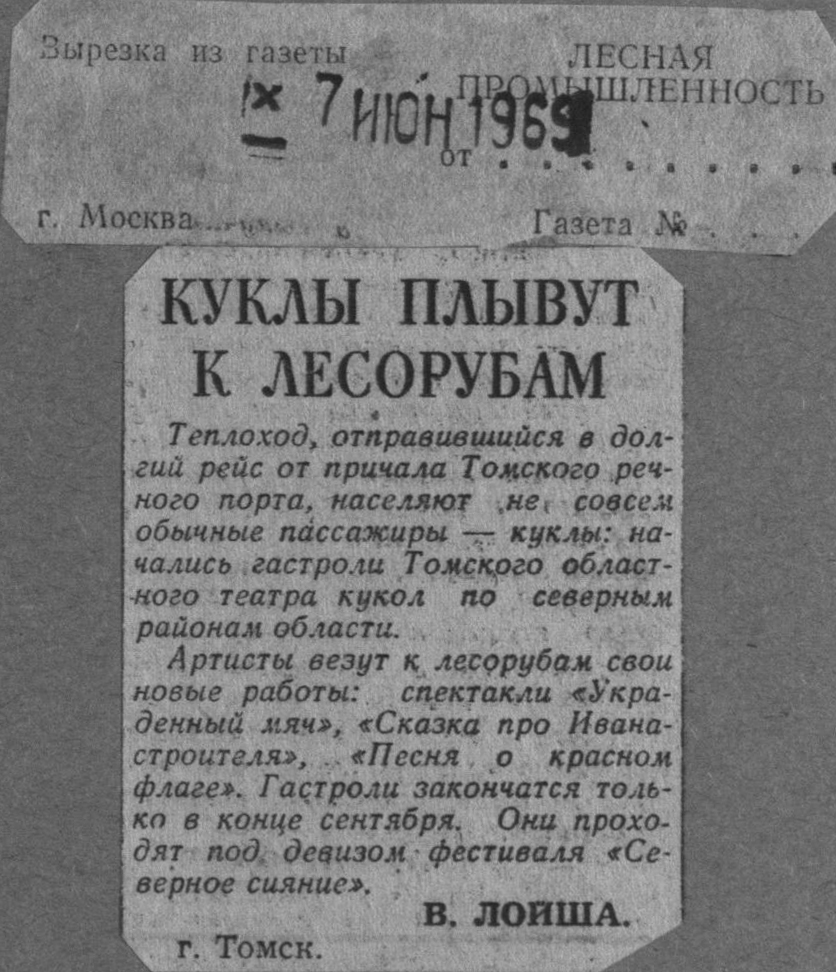 Вырезка из газеты
ЛЕСНАЯ
ПРОМЫШЛЕННОСТЬ
7 ИЮН 1969
от . . . . . . . . .
г. Москва
Газета № . . .
КУКЛЫ ПЛЫВУТ
К ЛЕСОРУБАМ
Теплоход, отправившийся в дол-
гий рейс от причала Томского реч-
ного порта, населяют не совсем
обычные пассажиры — куклы: на-
чались гастроли Томского област-
ного театра кукол по северным
районам области.
Артисты везут к лесорубам свои
новые работы: спектакли «Укра-
денный мяч», «Сказка про Ивана-
строителя», «Песня о красном
флаге». Гастроли закончатся толь-
ко в конце сентября. Они прохо-
дят под девизом фестиваля «Се-
верное сияние».
В. ЛОЙША.
г. Томск.